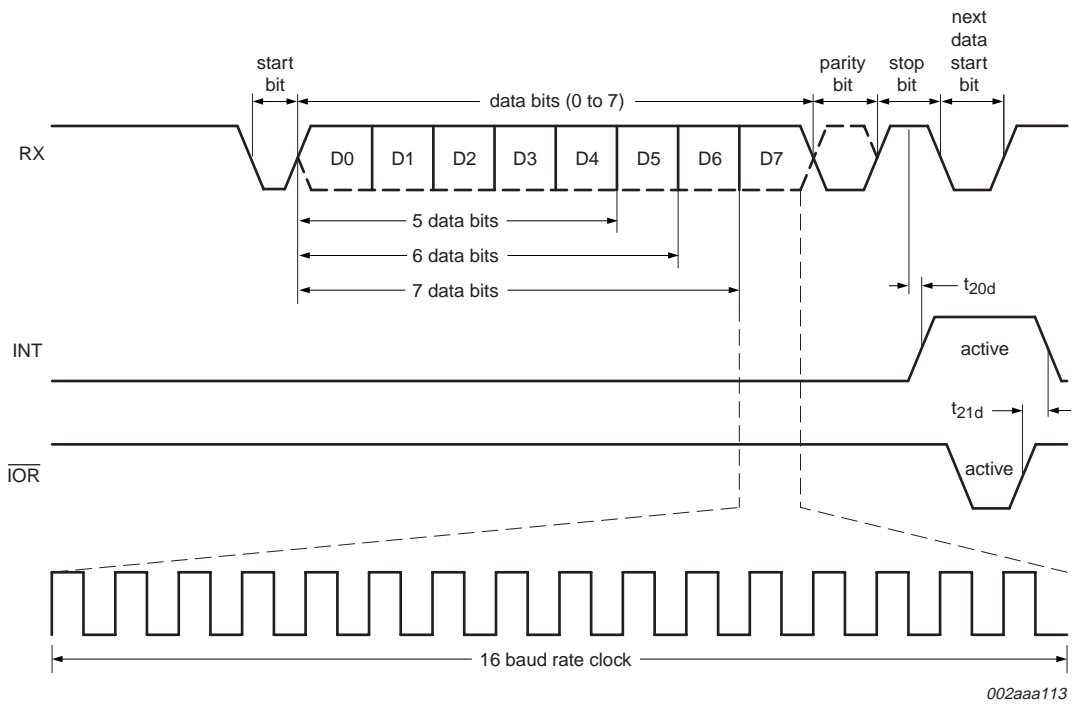 next
data
start
bit
start
bit
parity
bit
stop
bit
data bits (0 to 7)
RX
D0 D1 D2 D3 D4 D5 D6 D7
5 data bits
6 data bits
7 data bits
t20d
INT
active
t21d
IOR
active
16 baud rate clock
002aaa113